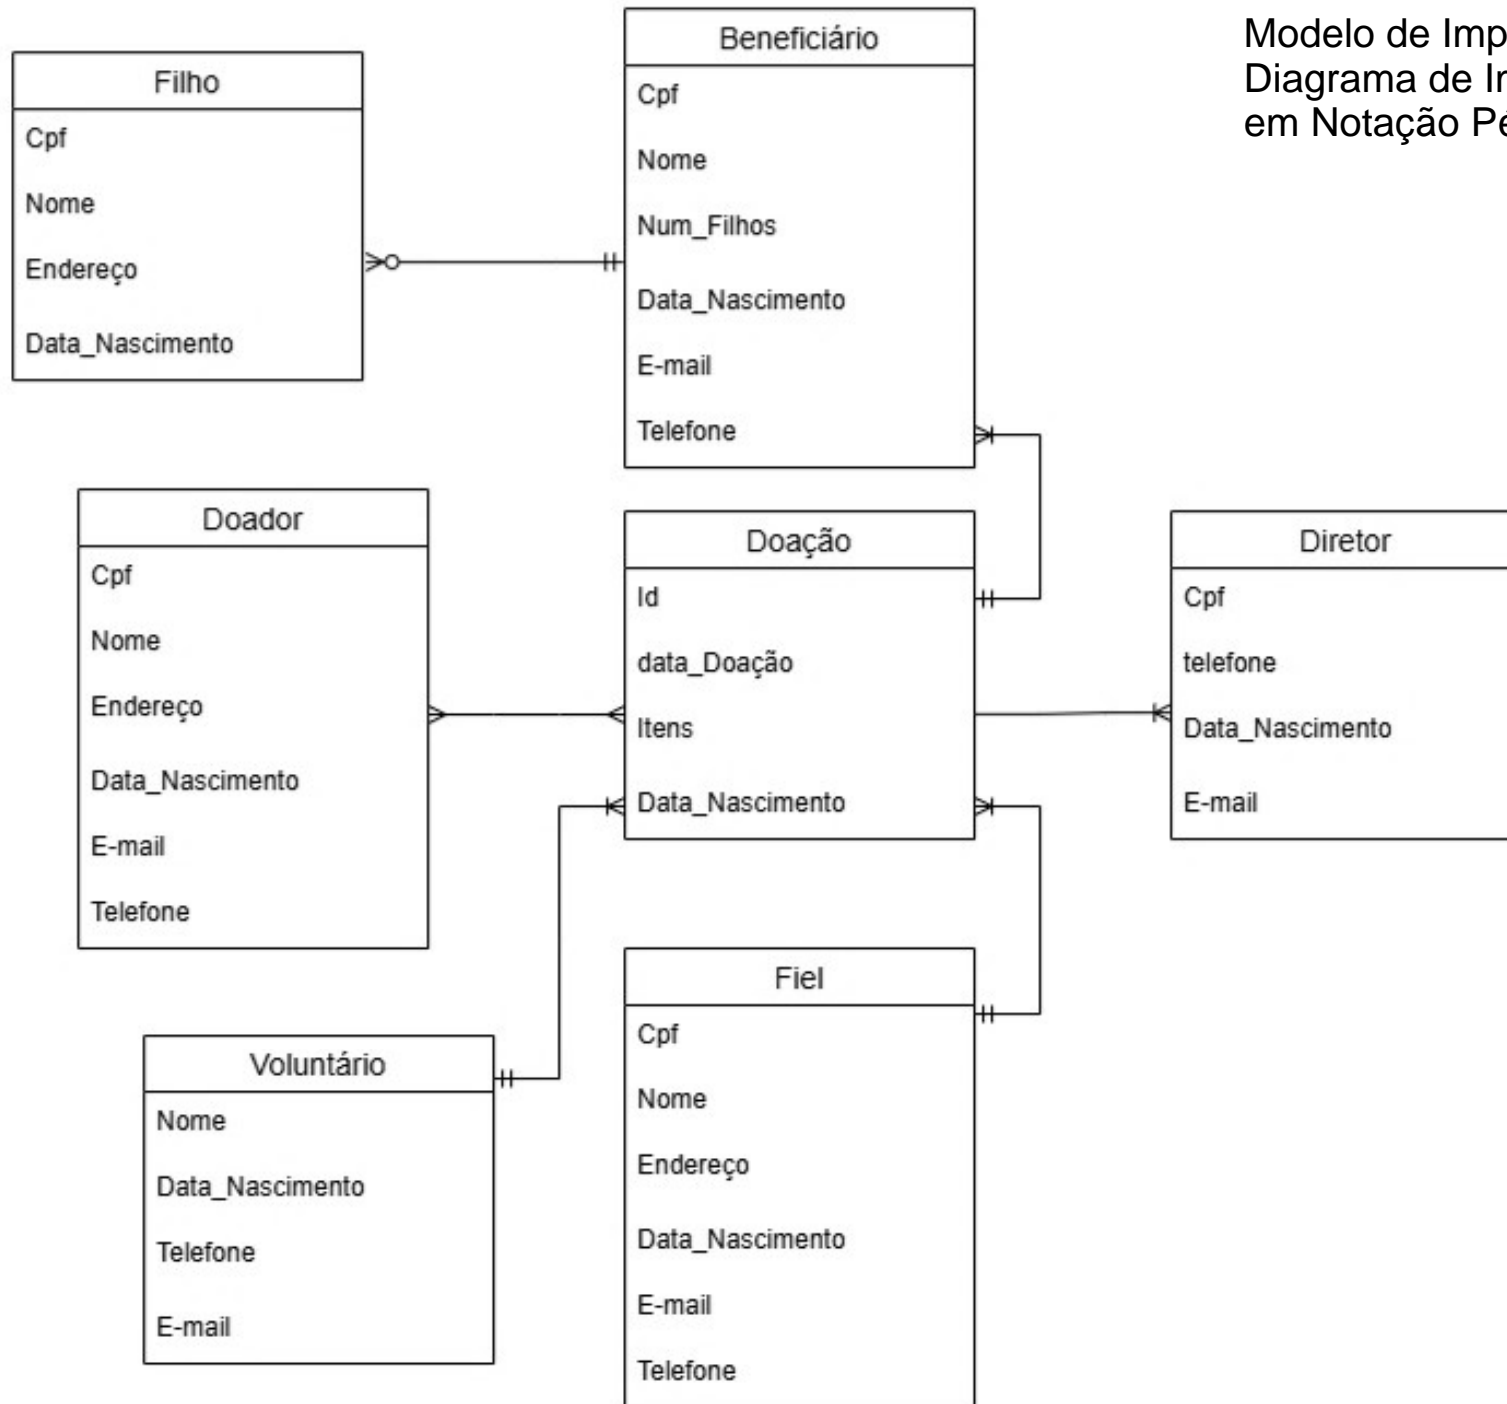 Modelo de Imp
Diagrama de
em Notação
Filho
Cpf
Nome
Endereço
Data_Nascimento
Beneficiário
Cpf
Nome
Num_Filhos
Data_Nascimento
E-mail
Telefone
Doador
Cpf
Nome
Endereço
Data_Nascimento
E-mail
Telefone
Doação
Id
data_Doação
Itens
Data_Nascimento
Diretor
Cpf
telefone
Data_Nascimento
E-mail
Voluntário
Nome
Data_Nascimento
Telefone
E-mail
Fiel
Cpf
Nome
Endereço
Data_Nascimento
E-mail
Telefone